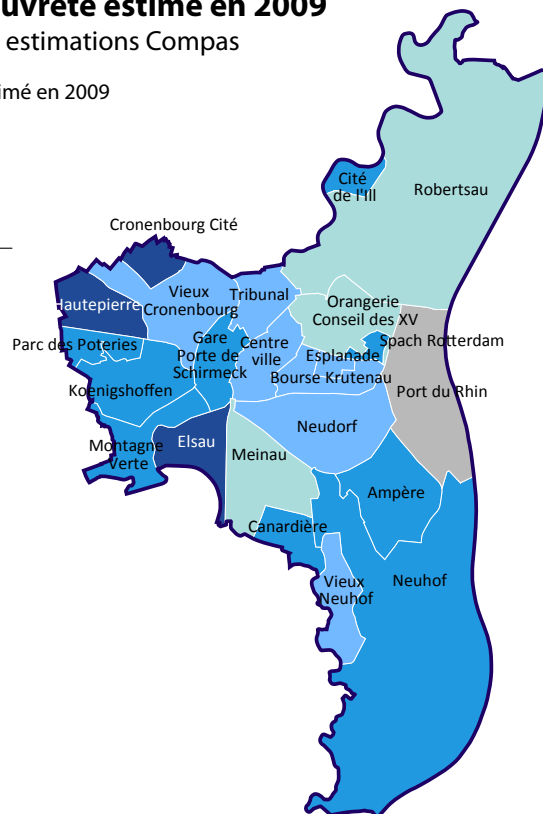 uvreté estimé en 2009
estimations Compas
imé en 2009
Cité
de l'Ill
Robertsau
Cronenbourg Cité
Hautepierre
Vieux
Cronenbourg
Tribunal
Orangerie
Conseil des XV
Parc des Poteries
Gare
Porte de
Schirmeck
Centre
ville
Esplanade
Spach Rotterdam
Bourse Krutenau
Koenigshoffen
Port du Rhin
Neudorf
Elsau
Montagne
Verte
Meinau
Ampère
Canardière
Vieux
Neuhof
Neuhof